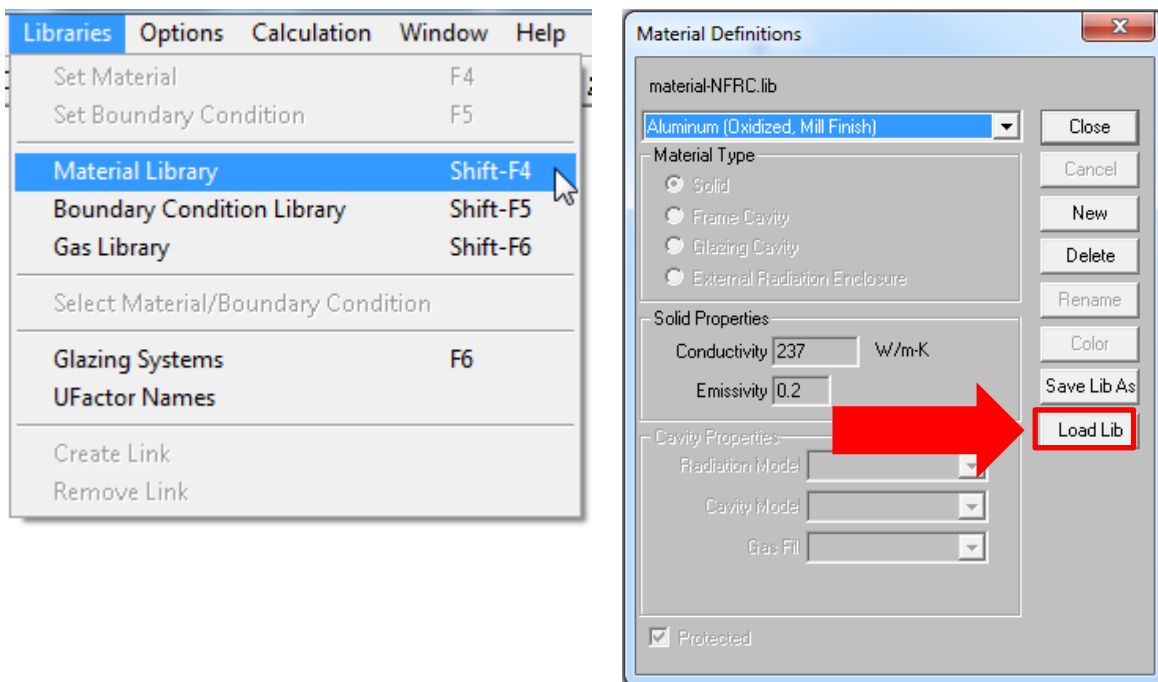 Libraries Options Calculation Window Help
Set Material F4
Set Boundary Condition F5
Material Library Shift-F4
Boundary Condition Library Shift-F5
Gas Library Shift-F6
Select Material/Boundary Condition
Glazing Systems F6
UFactor Names
Create Link
Remove Link
Material Definitions
material-NFRC.lib
Aluminum (Oxidized, Mill Finish)
Material Type
Solid
Frame Cavity
Glazing Cavity
External Radiation Enclosure
Solid Properties
Conductivity 237 W/m-K
Emissivity 0.2
Cavity Properties
Radiation Model
Cavity Model
Gas Fill
Protected
Close
Cancel
New
Delete
Rename
Color
Save Lib As
Load Lib